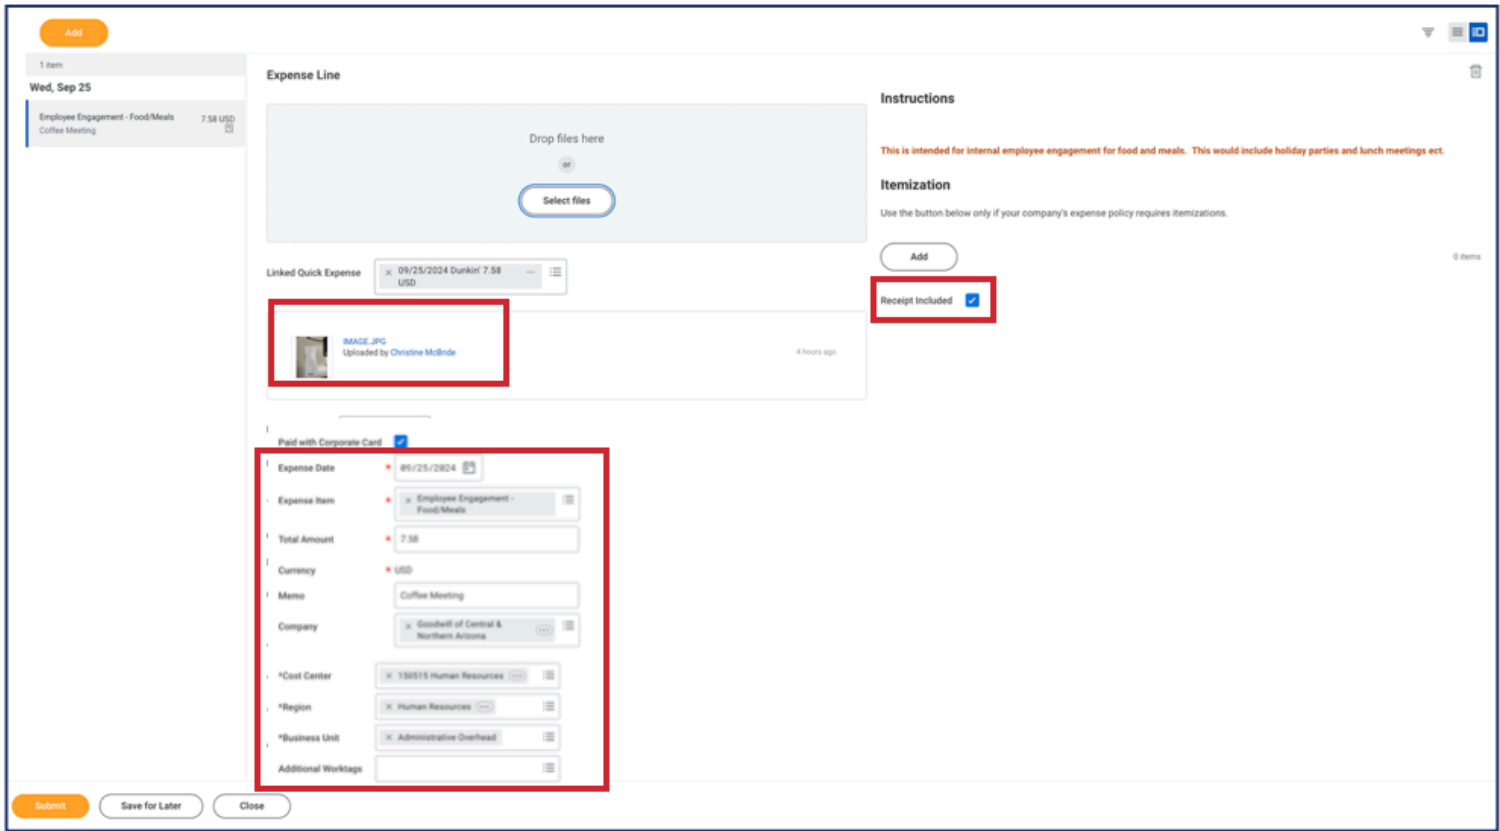 Add
1 item
Wed, Sep 25
Employee Engagement - Food/Meals 7.58 USD
Coffee Meeting
Expense Line
Drop files here
or
Select files
Linked Quick Expense
09/25/2024 Dunkin' 7.58
USD
IMAGE.JPG
Uploaded by Christine McBride
4 hours ago
Paid with Corporate Card
Expense Date * 09/25/2024
Expense Item * Employee Engagement -
Food/Meals
Total Amount * 7.58
Currency * USD
Memo Coffee Meeting
Company Goodwill of Central &
Northern Arizona
*Cost Center 150515 Human Resources
*Region Human Resources
*Business Unit Administrative Overhead
Additional Worktags
Instructions
This is intended for internal employee engagement for food and meals. This would include holiday parties and lunch meetings ect.
Itemization
Use the button below only if your company's expense policy requires itemizations.
Add
0 items
Receipt Included
Submit
Save for Later
Close